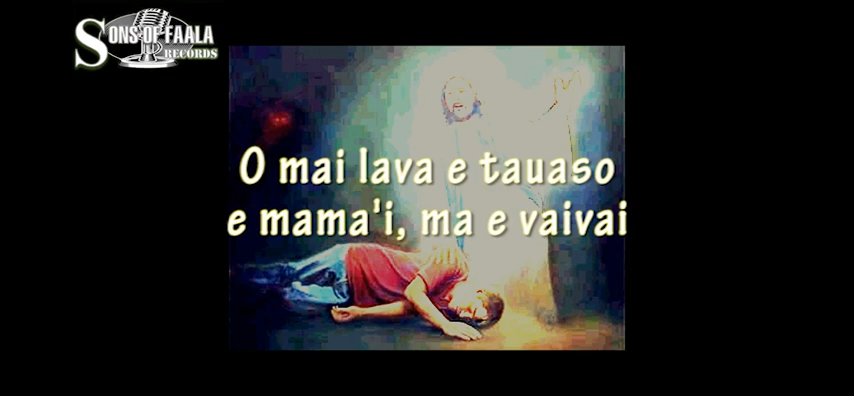 SONS OF FAALA
RECORDS
O mai lava e tauaso
e mama'i, ma e vaivai